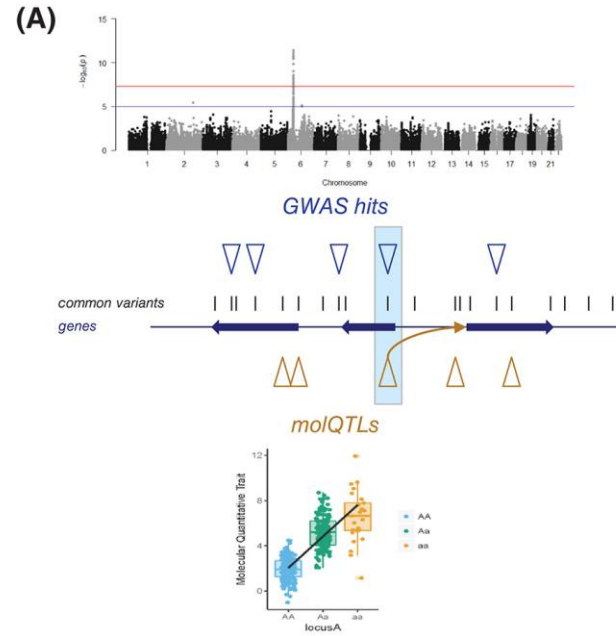 (A)
15
10
5
0
- log10(p)
1 2 3 4 5 6 7 8 9 10 11 12 13 14 15 17 19 21
Chromosome
GWAS hits
common variants
genes
molQTLs
12
8
4
0
Molecular Quantitative Trait
AA
Aa
aa
AA Aa aa
locusA